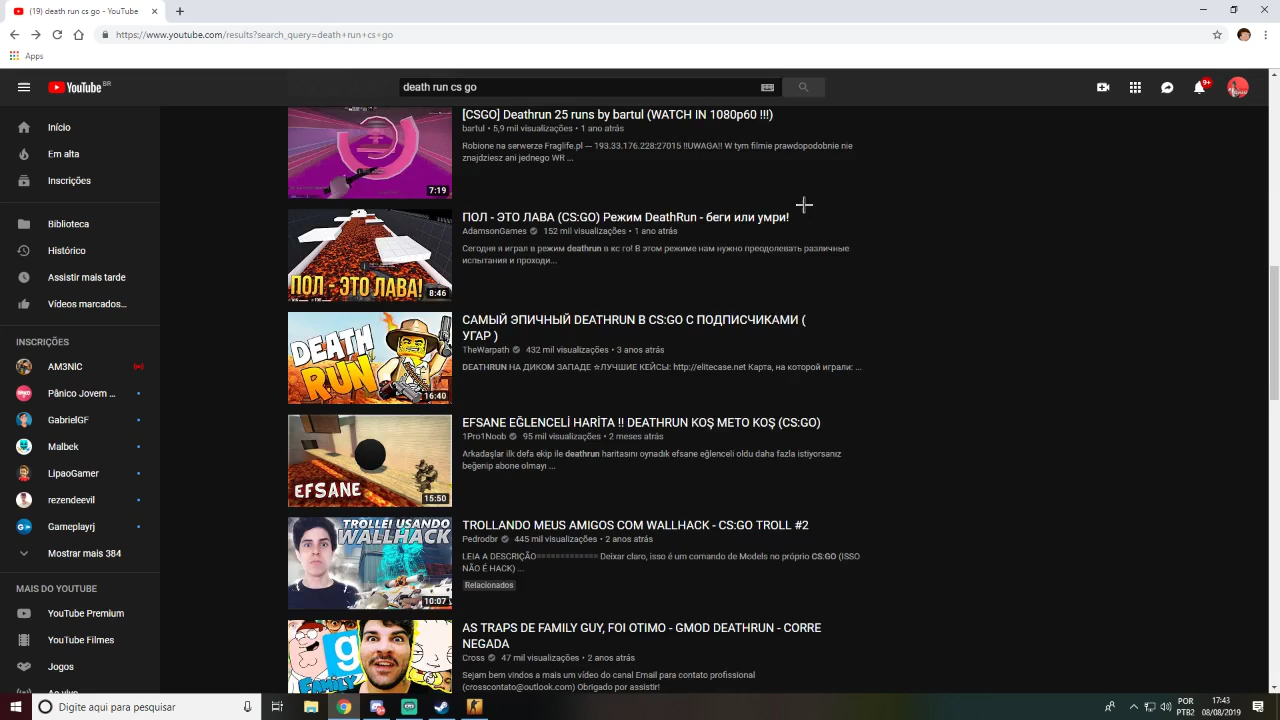 (19) death run cs go - YouTube
https://www.youtube.com/results?search_query=death+run+cs+go
Apps
YouTube BR
death run cs go
9+
Início
Em alta
Inscrições
Biblioteca
Histórico
Assistir mais tarde
Vídeos marcados...
INSCRIÇÕES
AM3NlC
Pânico Jovem ...
GabrielGF
Malbek
LipaoGamer
rezendeevil
Gameplayrj
Mostrar mais 384
MAIS DO YOUTUBE
YouTube Premium
YouTube Filmes
Jogos
Ao vivo
7:19
[CSGO] Deathrun 25 runs by bartul (WATCH IN 1080p60 !!!)
bartul • 5,9 mil visualizações • 1 ano atrás
Robione na serwerze Fraglife.pl --- 193.33.176.228:27015 !!UWAGA!! W tym filmie prawdopodobnie nie
znajdziesz ani jednego WR ...
ПОЛ - ЭТО ЛАВА!
8:46
ПОЛ - ЭТО ЛАВА (CS:GO) Режим DeathRun - беги или умри!
AdamsonGames 152 mil visualizações • 1 ano atrás
Сегодня я играл в режим deathrun в кс го! В этом режиме нам нужно преодолевать различные
испытания и проходи...
DEATH
RUN
16:40
САМЫЙ ЭПИЧНЫЙ DEATHRUN В CS:GO С ПОДПИСЧИКАМИ (
УГАР )
TheWarpath 432 mil visualizações • 3 anos atrás
DEATHRUN НА ДИКОМ ЗАПАДЕ ☆ЛУЧШИЕ КЕЙСЫ: http://elitecase.net Карта, на которой играли: ...
EFSANE
15:50
EFSANE EĞLENCELİ HARİTA !! DEATHRUN KOŞ METO KOŞ (CS:GO)
1Pro1Noob 95 mil visualizações • 2 meses atrás
Arkadaşlar ilk defa ekip ile deathrun haritasını oynadık efsane eğlenceli oldu daha fazla istiyorsanız
beğenip abone olmayı ...
TROLLEI USANDO
WALLHACK
10:07
TROLLANDO MEUS AMIGOS COM WALLHACK - CS:GO TROLL #2
Pedrodbr 445 mil visualizações • 2 anos atrás
LEIA A DESCRIÇÃO============= Deixar claro, isso é um comando de Models no próprio CS:GO (ISSO
NÃO É HACK) ...
Relacionados
g
FAMILY
AS TRAPS DE FAMILY GUY, FOI OTIMO - GMOD DEATHRUN - CORRE
NEGADA
Cross 47 mil visualizações • 2 anos atrás
Sejam bem vindos a mais um vídeo do canal Email para contato profissional
(crosscontato@outlook.com) Obrigado por assistir!
Digite aqui para pesquisar
POR
PTB2
17:43
08/08/2019